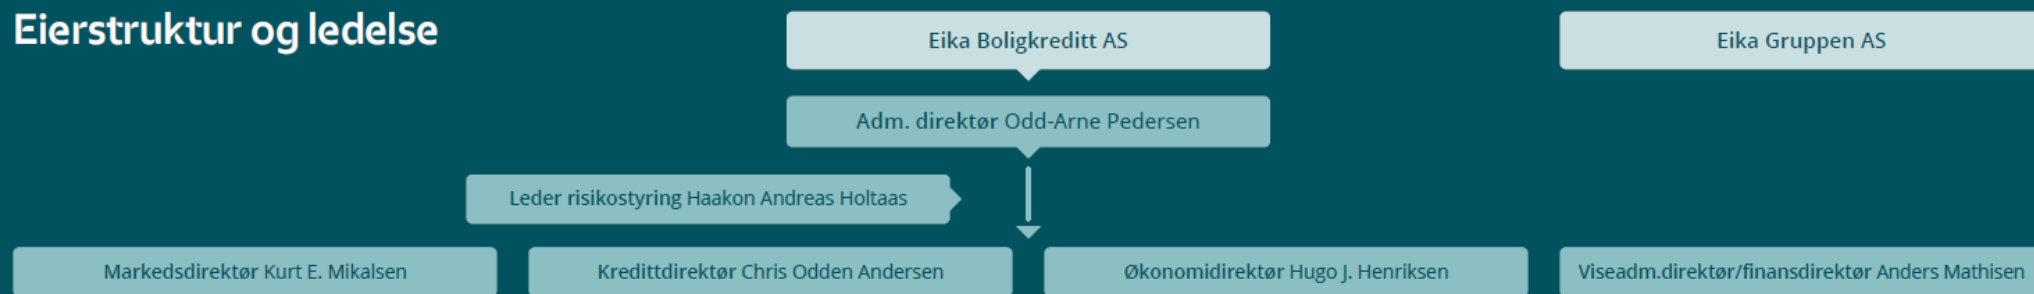 Eierstruktur og ledelse
Eika Boligkreditt AS
Eika Gruppen AS
Adm. direktør Odd-Arne Pedersen
Leder risikostyring Haakon Andreas Holtaas
Markedsdirektør Kurt E. Mikalsen
Kredittdirektør Chris Odden Andersen
Økonomidirektør Hugo J. Henriksen
Viseadm.direktør/finansdirektør Anders Mathisen